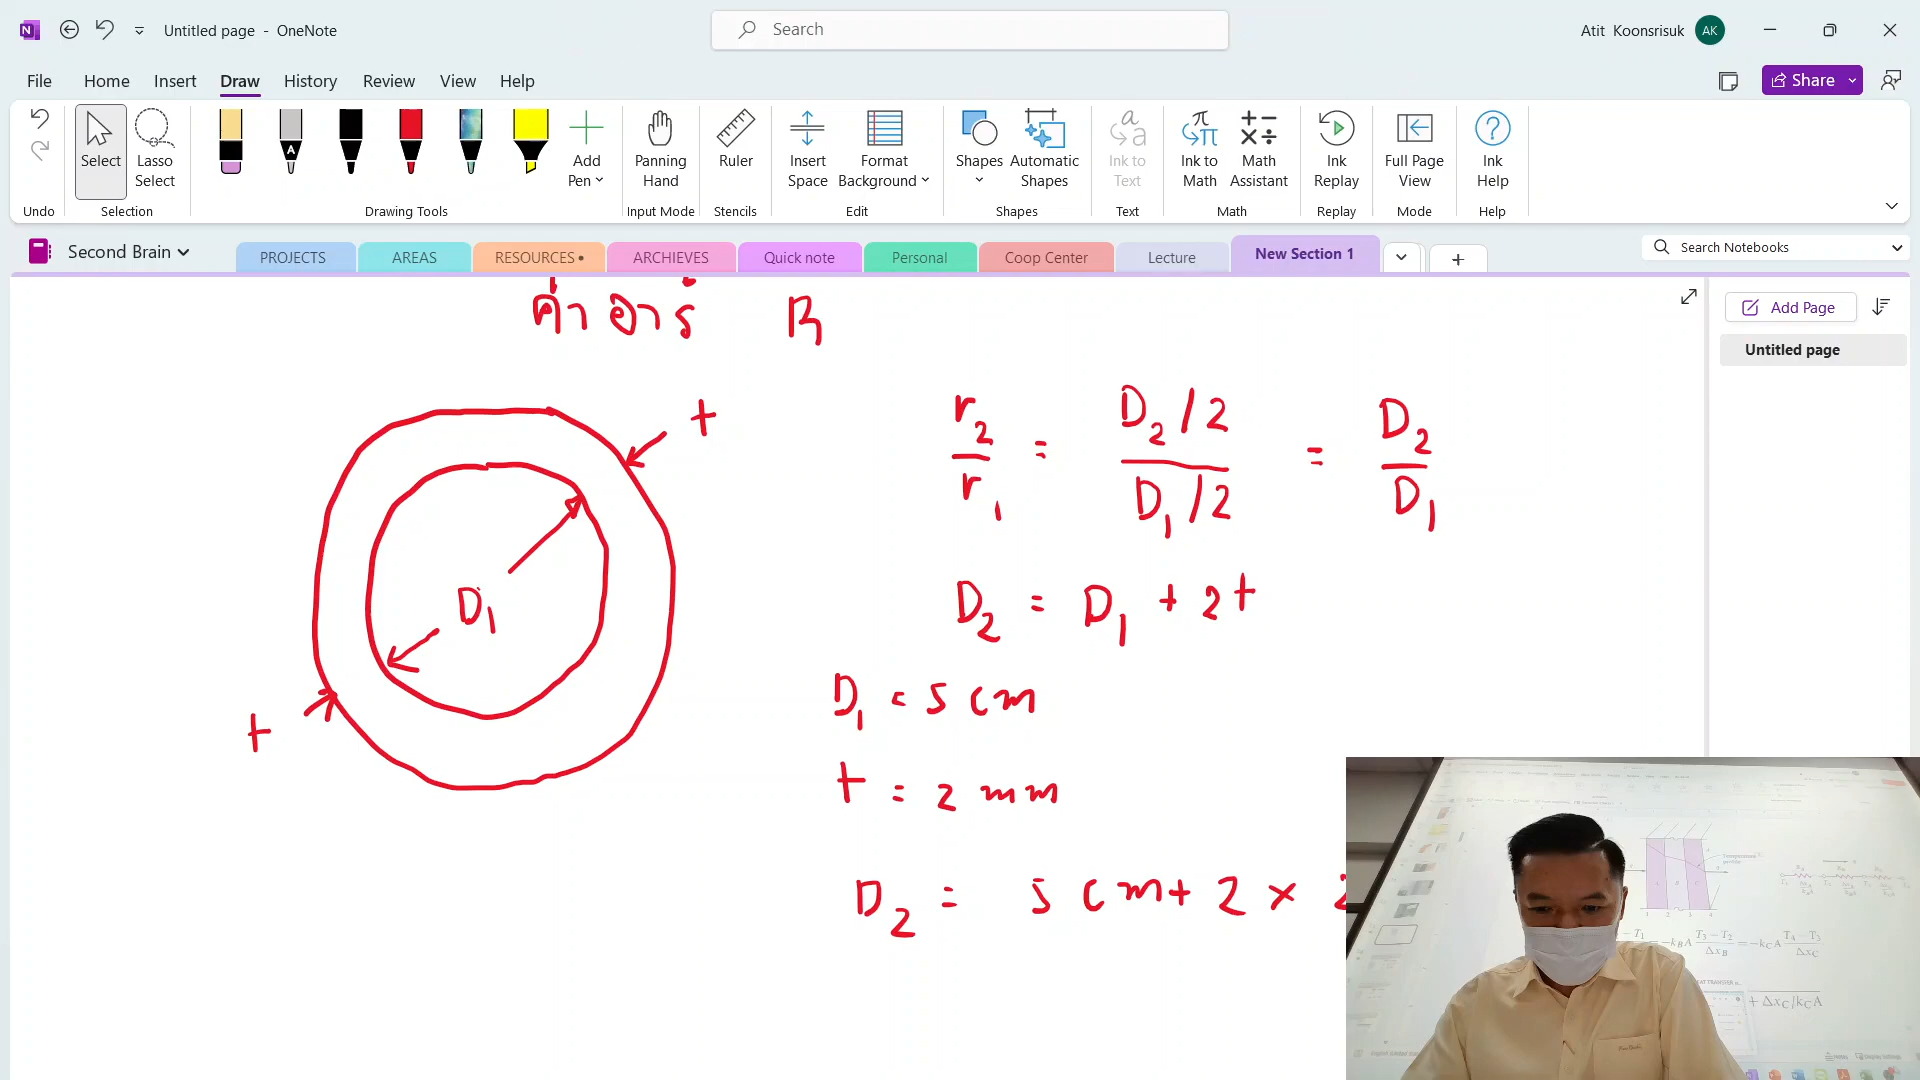 Untitled page - OneNote
Search
Atit Koonsrisuk AK
File Home Insert Draw History Review View Help
Share
Select
Lasso Select
A
Add Pen
Panning Hand
Ruler
Insert Space
Format Background
Shapes
Automatic Shapes
Ink to Text
Ink to Math
Math Assistant
Ink Replay
Full Page View
Ink Help
Undo Selection Drawing Tools Input Mode Stencils Edit Shapes Text Math Replay Mode Help
Second Brain PROJECTS AREAS RESOURCES ARCHIEVES Quick note Personal Coop Center Lecture New Section 1
Search Notebooks
Add Page
Untitled page
R
t
r2/r1 = D2/2 / D1/2 = D2/D1
D1
D2 = D1 + 2t
D1 = 5 cm
t
t = 2 mm
D2 = 5 cm + 2 × 2